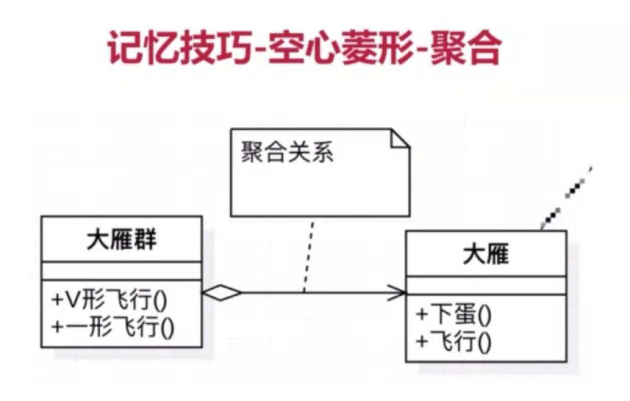 记忆技巧-空心菱形-聚合
聚合关系
大雁群
+V形飞行()
+一形飞行()
大雁
+下蛋()
+飞行()